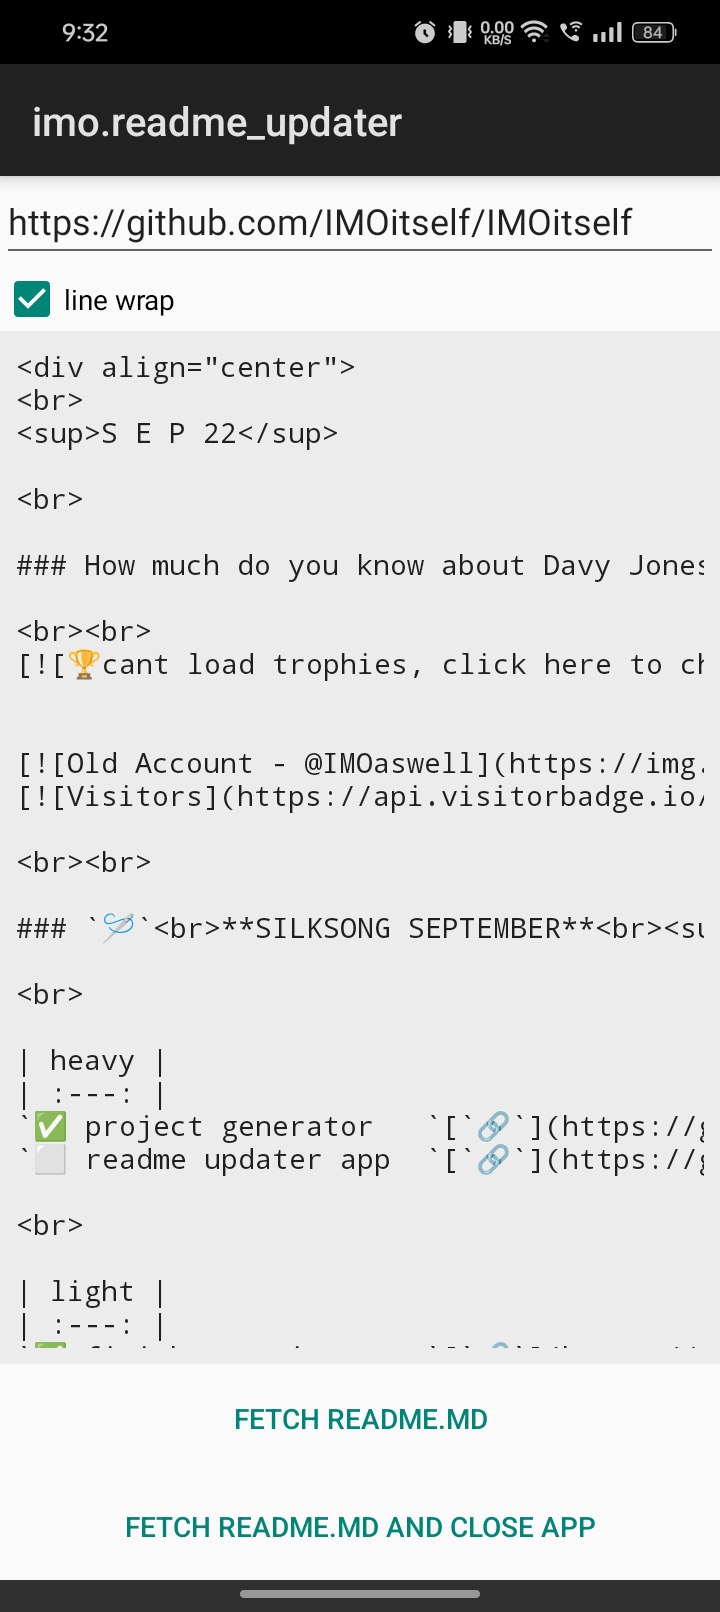 9:32
0.00
KB/S
84
imo.readme_updater
https://github.com/IMOitself/IMOitself
line wrap
<div align="center">
<br>
<sup>S E P 22</sup>
<br>
### How much do you know about Davy Jones
<br><br>
[![🏆cant load trophies, click here to ch
[![Old Account - @IMOaswell](https://img.
[![Visitors](https://api.visitorbadge.io/
<br><br>
### `🪡`<br>**SILKSONG SEPTEMBER**<br><su
<br>
| heavy |
| :---: |
`✅ project generator   `[`🔗`](https://g
`⬜ readme updater app  `[`🔗`](https://g
<br>
| light |
| :---: |
FETCH README.MD
FETCH README.MD AND CLOSE APP